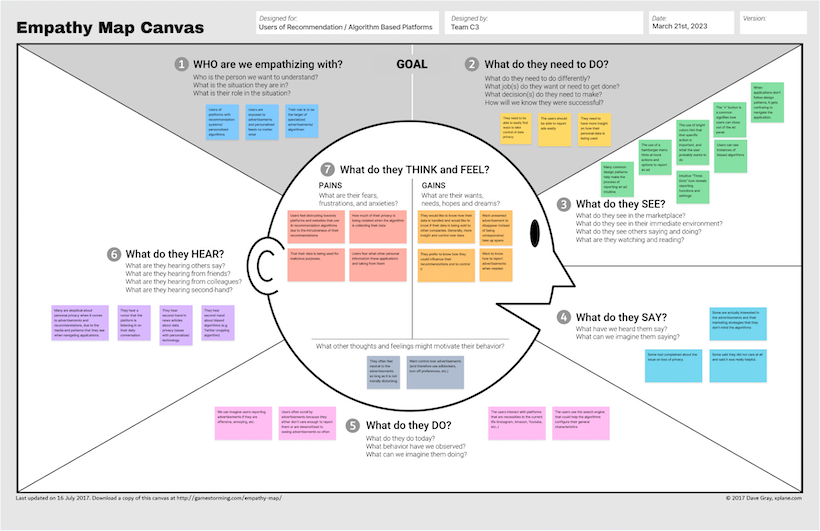 Empathy Map Canvas
Designed for:
Users of Recommendation / Algorithm Based Platforms
Designed by:
Team C3
Date:
March 21st, 2023
Version:
1 WHO are we empathizing with?
Who is the person we want to understand?
What is the situation they are in?
What is their role in the situation?
GOAL
2 What do they need to DO?
What do they need to do differently?
What job(s) do they want or need to get done?
What decision(s) do they need to make?
How will we know they were successful?
Users of
platforms with
recommendation
systems/
personalized
algorithms
Users are
exposed to
advertisements,
and personalized
feeds no matter
what
Their role is to be
the target of
specialized
advertisements/
algorithm
They need to be
able to easily find
ways to take
control of data
privacy
The users should
be able to report
ads easily
They need to
have more insight
on how their
personal data is
being used
When
applications don't
follow design
patterns, it gets
confusing to
navigate the
application.
The "x" button is
a common
signifier how
users can close
out of the ad
panel
The use of bright
colors hint that
that specific
action is
important, and
what the user
probably wants to
do.
The use of a
hamburger menu
hints at more
actions and
options to report
an ad
Users can see
instances of
biased algorithms
Many common
design patterns
help make the
process of
reporting an ad
intuitive
Intuitive "Three
Dots" icon reveals
reporting
functions and
settings
3 What do they SEE?
What do they see in the marketplace?
What do they see in their immediate environment?
What do they see others saying and doing?
What are they watching and reading?
7 What do they THINK and FEEL?
PAINS
What are their fears,
frustrations, and anxieties?
GAINS
What are their wants,
needs, hopes and dreams?
Users feel distrusting towards
platforms and websites that use
AI recommendation algorithms
due to the intrusiveness of their
recommendations
How much of their privacy is
being violated when the algorithm
is collecting their data
They would like to know how their
data is handled and would like to
know if their data is being sold to
other companies. Generally, more
insight and control over data.
Want unwanted
advertisements to
disappear instead
of being
unresponsive/
take up space
That their data is being used for
malicious purposes
Users fear what other personal
information these applications
and taking from them
They prefer to know how they
could influence their
recommendations and to control
it
Want to know
how to report
advertisements
when needed
What other thoughts and feelings might motivate their behavior?
They often feel
neutral to the
advertisements
as long as it is not
morally disturbing
Want control over advertisements
(and therefore use adblockers,
turn off preferences, etc.)
6 What do they HEAR?
What are they hearing others say?
What are they hearing from friends?
What are they hearing from colleagues?
What are they hearing second-hand?
Many are skeptical about
personal privacy when it comes
to advertisements and
recommendations, due to the
trends and patterns that they see
when navigating applications.
They hear a
notion that the
platform is
listening in on
their daily
conversation
They hear
second hand in
news articles
about data
privacy issues
with personalized
technology
They hear
second hand
about biased
algorithms (e.g.
Twitter cropping
algorithm)
4 What do they SAY?
What have we heard them say?
What can we imagine them saying?
Some are actually interested in
the advertisements and their
marketing strategies that they
don't mind the algorithms
Some had complained about the
issue on loss of privacy
Some said they did not care at all
and said it was really helpful
5 What do they DO?
What do they do today?
What behavior have we observed?
What can we imagine them doing?
We can imagine users reporting
advertisements if they are
offensive, annoying, etc.
Users often scroll by
advertisements because they
either don't care enough to report
them or are desensitized to
seeing advertisements so often
The users interact with platforms
that are necessities to the current
life (Instagram, Amazon, Youtube,
etc.)
The users use the search engine
that could help the algorithms
configure their general
characteristics
Last updated on 16 July 2017. Download a copy of this canvas at http://gamestorming.com/empathy-map/
© 2017 Dave Gray, xplane.com